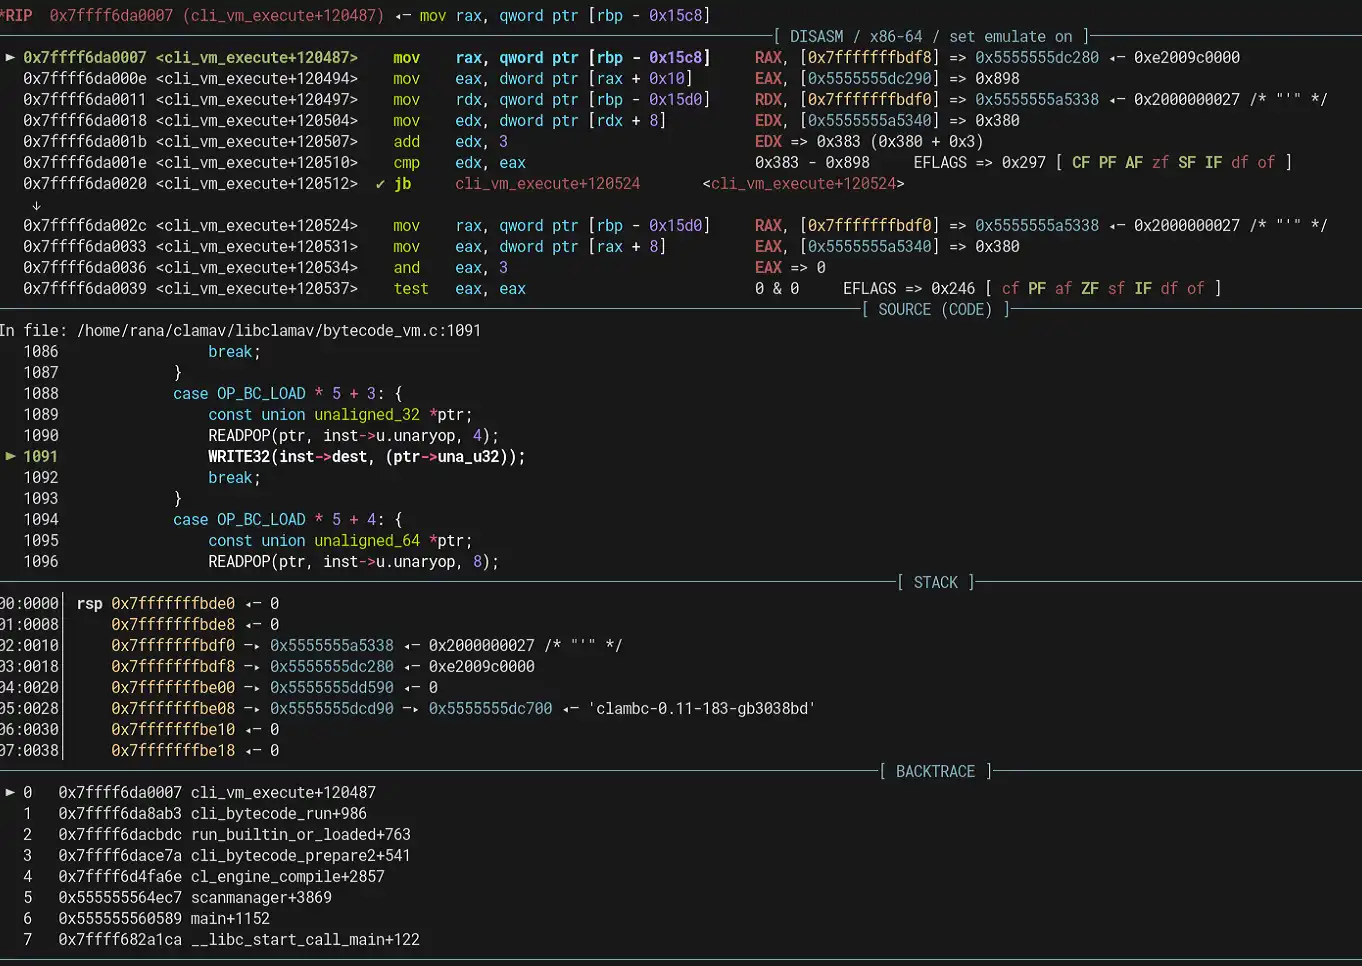 *RIP  0x7ffff6da0007 (cli_vm_execute+120487) ◂— mov rax, qword ptr [rbp - 0x15c8]
[ DISASM / x86-64 / set emulate on ]
► 0x7ffff6da0007 <cli_vm_execute+120487>    mov    rax, qword ptr [rbp - 0x15c8]     RAX, [0x7fffffffbdf8] => 0x5555555dc280 ◂— 0xe2009c0000
0x7ffff6da000e <cli_vm_execute+120494>    mov    eax, dword ptr [rax + 0x10]       EAX, [0x5555555dc290] => 0x898
0x7ffff6da0011 <cli_vm_execute+120497>    mov    rdx, qword ptr [rbp - 0x15d0]     RDX, [0x7fffffffbdf0] => 0x5555555a5338 ◂— 0x2000000027 /* "'" */
0x7ffff6da0018 <cli_vm_execute+120504>    mov    edx, dword ptr [rdx + 8]          EDX, [0x5555555a5340] => 0x380
0x7ffff6da001b <cli_vm_execute+120507>    add    edx, 3                            EDX => 0x383 (0x380 + 0x3)
0x7ffff6da001e <cli_vm_execute+120510>    cmp    edx, eax                          0x383 - 0x898     EFLAGS => 0x297 [ CF PF AF zf SF IF df of ]
0x7ffff6da0020 <cli_vm_execute+120512>  ✔ jb     cli_vm_execute+120524       <cli_vm_execute+120524>
↓
0x7ffff6da002c <cli_vm_execute+120524>    mov    rax, qword ptr [rbp - 0x15d0]     RAX, [0x7fffffffbdf0] => 0x5555555a5338 ◂— 0x2000000027 /* "'" */
0x7ffff6da0033 <cli_vm_execute+120531>    mov    eax, dword ptr [rax + 8]          EAX, [0x5555555a5340] => 0x380
0x7ffff6da0036 <cli_vm_execute+120534>    and    eax, 3                            EAX => 0
0x7ffff6da0039 <cli_vm_execute+120537>    test   eax, eax                          0 & 0     EFLAGS => 0x246 [ cf PF af ZF sf IF df of ]
[ SOURCE (CODE) ]
In file: /home/rana/clamav/libclamav/bytecode_vm.c:1091
1086                 break;
1087             }
1088             case OP_BC_LOAD * 5 + 3: {
1089                 const union unaligned_32 *ptr;
1090                 READPOP(ptr, inst->u.unaryop, 4);
► 1091                 WRITE32(inst->dest, (ptr->una_u32));
1092                 break;
1093             }
1094             case OP_BC_LOAD * 5 + 4: {
1095                 const union unaligned_64 *ptr;
1096                 READPOP(ptr, inst->u.unaryop, 8);
[ STACK ]
00:0000│ rsp 0x7fffffffbde0 ◂— 0
01:0008│     0x7fffffffbde8 ◂— 0
02:0010│     0x7fffffffbdf0 —▸ 0x5555555a5338 ◂— 0x2000000027 /* "'" */
03:0018│     0x7fffffffbdf8 —▸ 0x5555555dc280 ◂— 0xe2009c0000
04:0020│     0x7fffffffbe00 —▸ 0x5555555dd590 ◂— 0
05:0028│     0x7fffffffbe08 —▸ 0x5555555dcd90 —▸ 0x5555555dc700 ◂— 'clambc-0.11-183-gb3038bd'
06:0030│     0x7fffffffbe10 ◂— 0
07:0038│     0x7fffffffbe18 ◂— 0
[ BACKTRACE ]
► 0   0x7ffff6da0007 cli_vm_execute+120487
1   0x7ffff6da8ab3 cli_bytecode_run+986
2   0x7ffff6dacbdc run_builtin_or_loaded+763
3   0x7ffff6dace7a cli_bytecode_prepare2+541
4   0x7ffff6d4fa6e cl_engine_compile+2857
5   0x555555564ec7 scanmanager+3869
6   0x555555560589 main+1152
7   0x7ffff682a1ca __libc_start_call_main+122